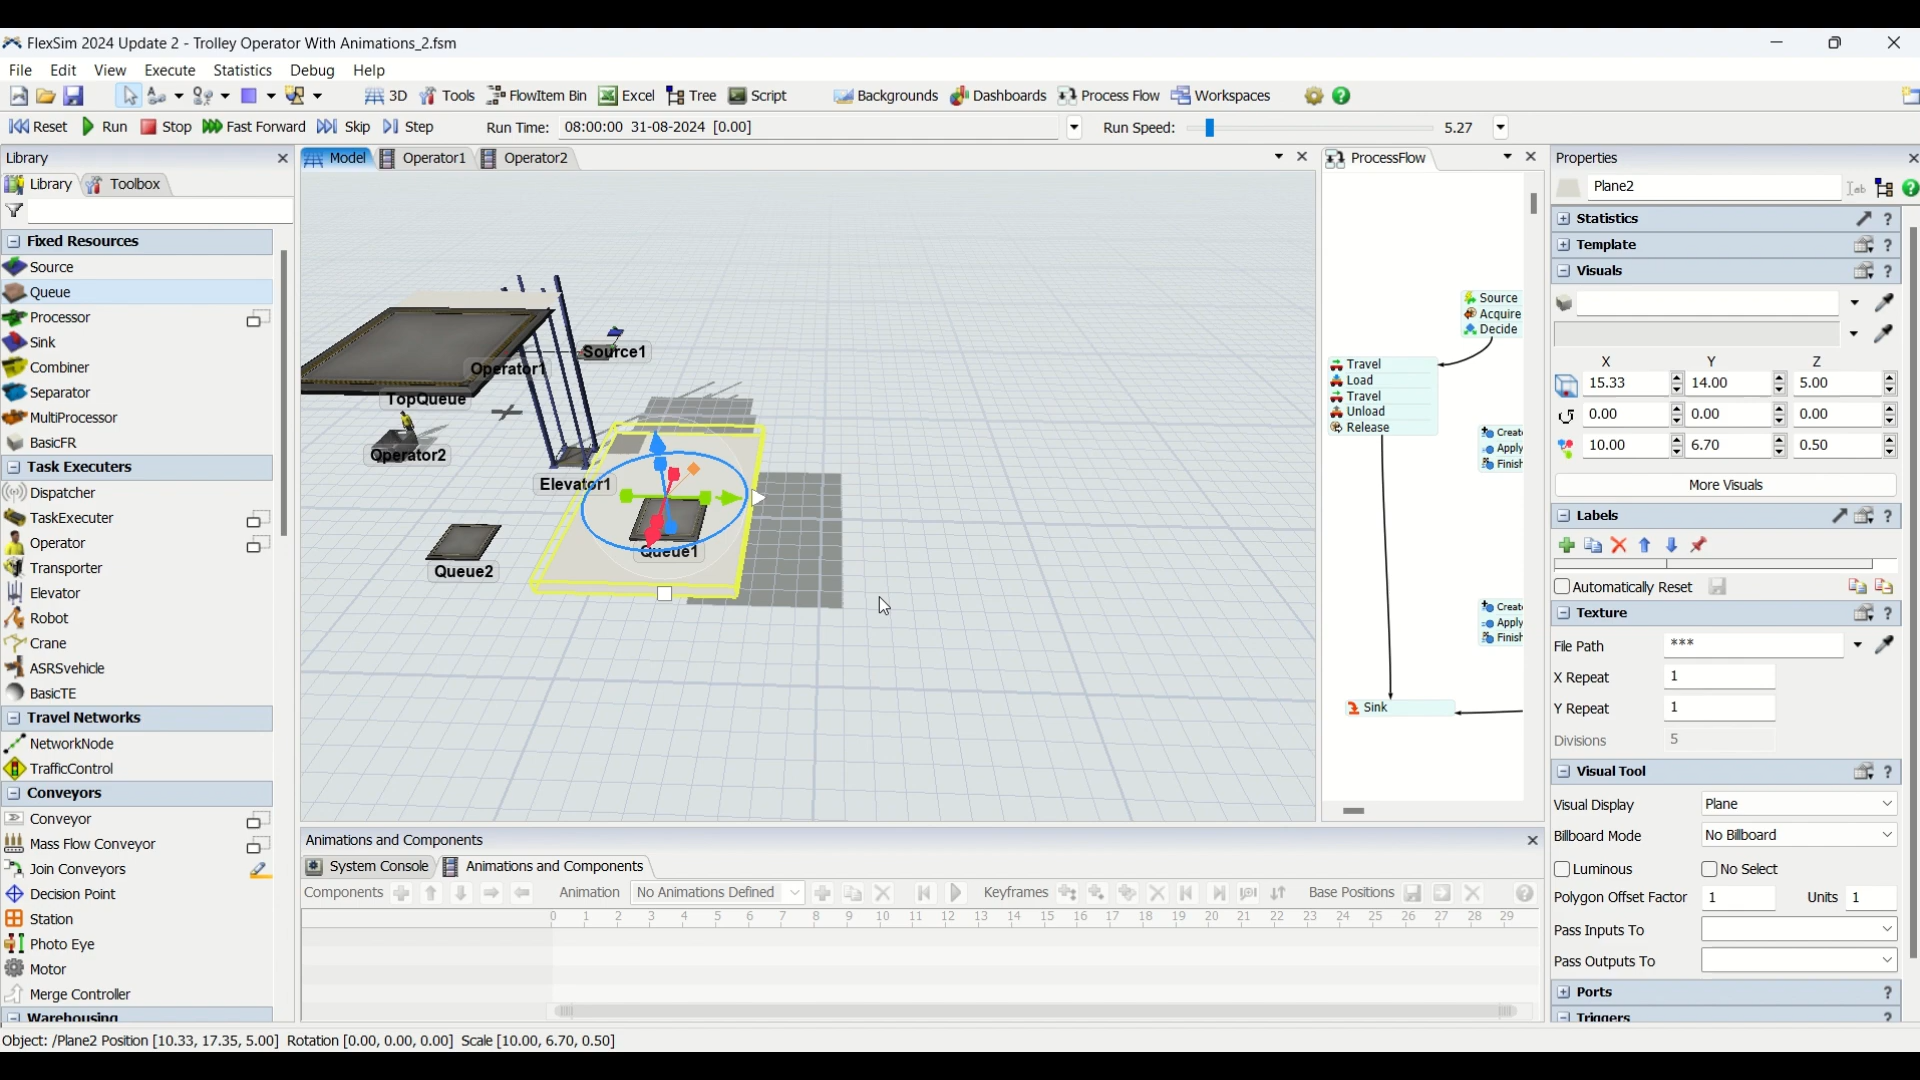 FlexSim 2024 Update 2 - Trolley Operator With Animations_2.fsm
File Edit View Execute Statistics Debug Help
3D Tools FlowItem Bin Excel Tree Script Backgrounds Dashboards Process Flow Workspaces
Reset Run Stop Fast Forward Skip Step Run Time: 08:00:00 31-08-2024 [0.00] Run Speed: 5.27
Library
Library Toolbox
Fixed Resources
Source
Queue
Processor
Sink
Combiner
Separator
MultiProcessor
BasicFR
Task Executers
Dispatcher
TaskExecuter
Operator
Transporter
Elevator
Robot
Crane
ASRSvehicle
BasicTE
Travel Networks
NetworkNode
TrafficControl
Conveyors
Conveyor
Mass Flow Conveyor
Join Conveyors
Decision Point
Station
Photo Eye
Motor
Merge Controller
Warehousing
Model Operator1 Operator2
Source1
Operator1
TopQueue
Operator2
Elevator1
Queue1
Queue2
ProcessFlow
Source
Acquire
Decide
Travel
Load
Travel
Unload
Release
Create
Apply
Finish
Create
Apply
Finish
Sink
Animations and Components
System Console Animations and Components
Components Animation No Animations Defined Keyframes Base Positions
0 1 2 3 4 5 6 7 8 9 10 11 12 13 14 15 16 17 18 19 20 21 22 23 24 25 26 27 28 29
Properties
Plane2
Statistics
Template
Visuals
X Y Z
15.33 14.00 5.00
0.00 0.00 0.00
10.00 6.70 0.50
More Visuals
Labels
Automatically Reset
Texture
File Path ***
X Repeat 1
Y Repeat 1
Divisions 5
Visual Tool
Visual Display Plane
Billboard Mode No Billboard
Luminous No Select
Polygon Offset Factor 1 Units 1
Pass Inputs To
Pass Outputs To
Ports
Triggers
Object: /Plane2 Position [10.33, 17.35, 5.00] Rotation [0.00, 0.00, 0.00] Scale [10.00, 6.70, 0.50]